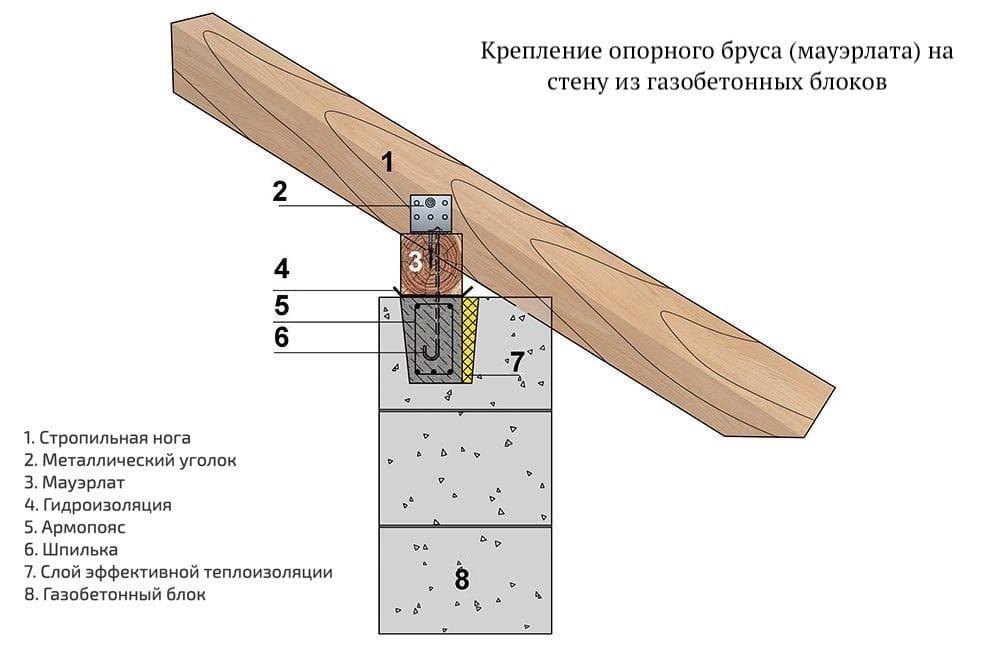 Крепление опорного бруса (мауэрлата) на
стену из газобетонных блоков
1
2
3
4
5
6
7
8
1. Стропильная нога
2. Металлический уголок
3. Мауэрлат
4. Гидроизоляция
5. Армопояс
6. Шпилька
7. Слой эффективной теплоизоляции
8. Газобетонный блок